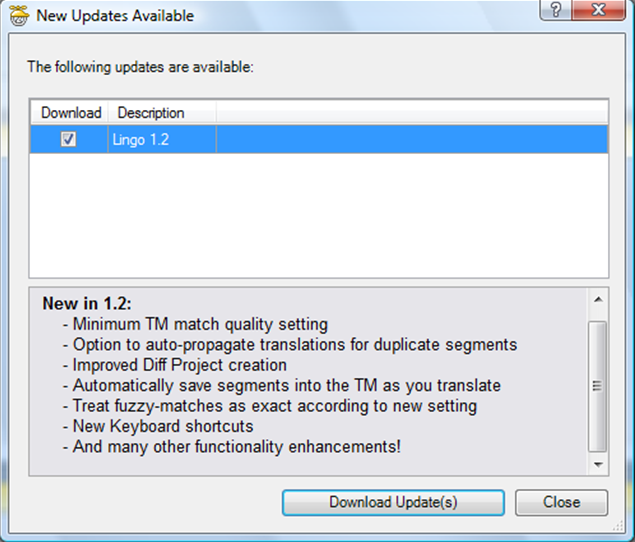 New Updates Available
The following updates are available:
Download Description
Lingo 1.2
New in 1.2:
- Minimum TM match quality setting
- Option to auto-propagate translations for duplicate segments
- Improved Diff Project creation
- Automatically save segments into the TM as you translate
- Treat fuzzy-matches as exact according to new setting
- New Keyboard shortcuts
- And many other functionality enhancements!
Download Update(s) Close